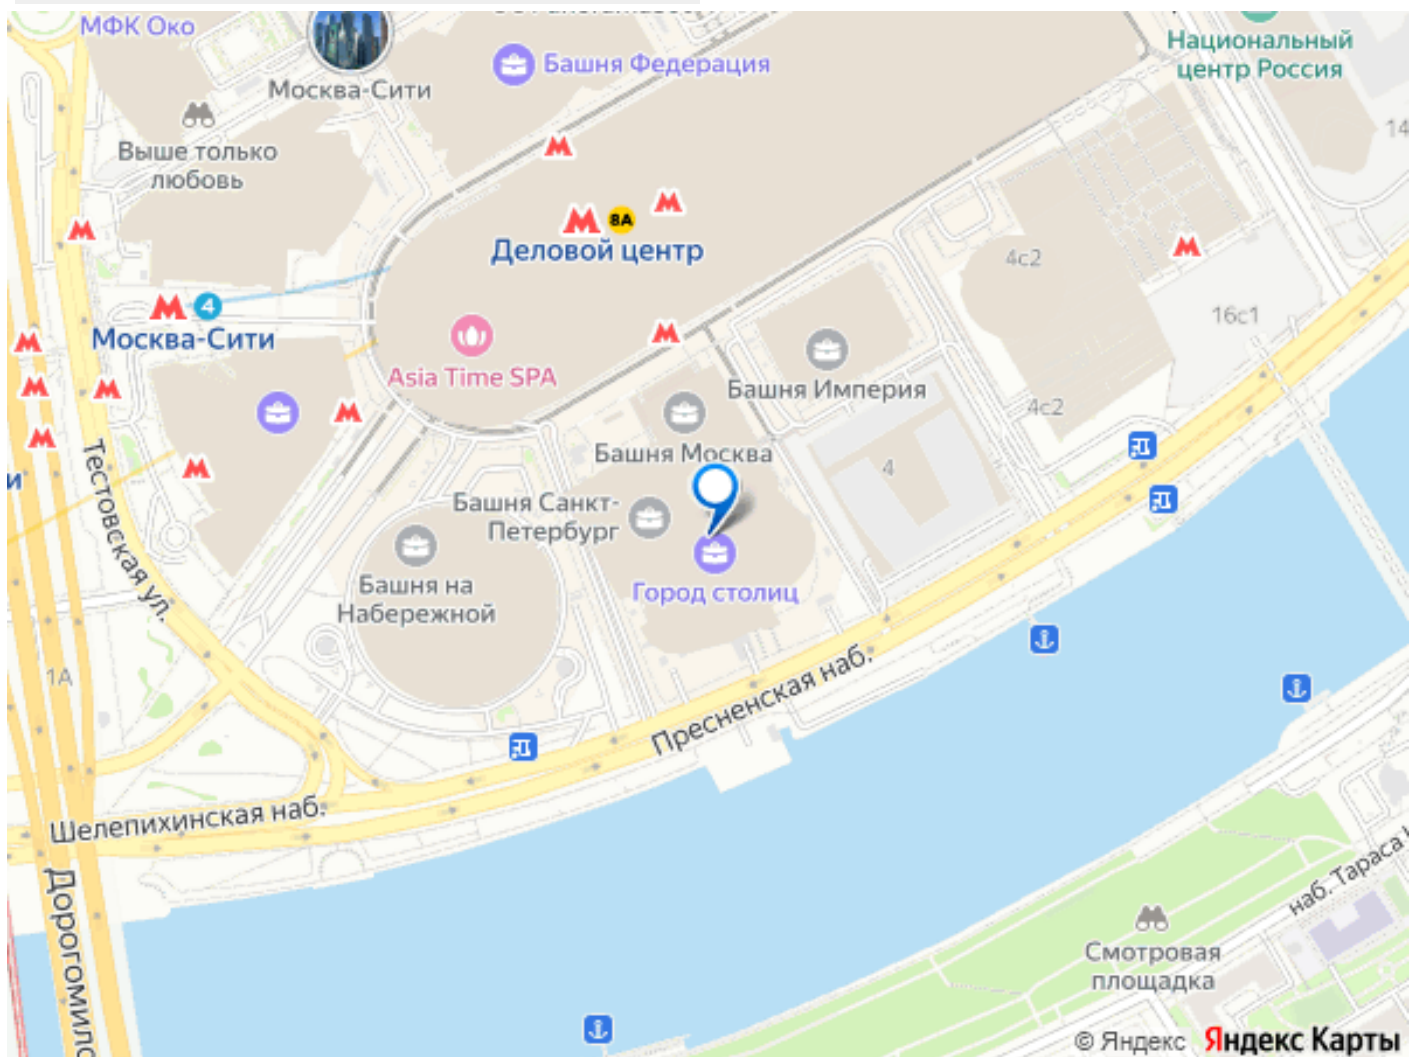 МФК Око
Москва-Сити
Башня Федерация
Национальный
центр Россия
14
Выше только
любовь
8А
Деловой центр
4с2
4
Москва-Сити
16с1
Asia Time SPA
Башня Империя
4с2
Башня Москва
4
и
Тестовская ул.
Башня Санкт-
Петербург
Башня на
Набережной
Город столиц
1А
Пресненская наб.
Шелепихинская наб.
Дорогомило
наб. Тараса
Смотровая
площадка
© Яндекс Яндекс Карты